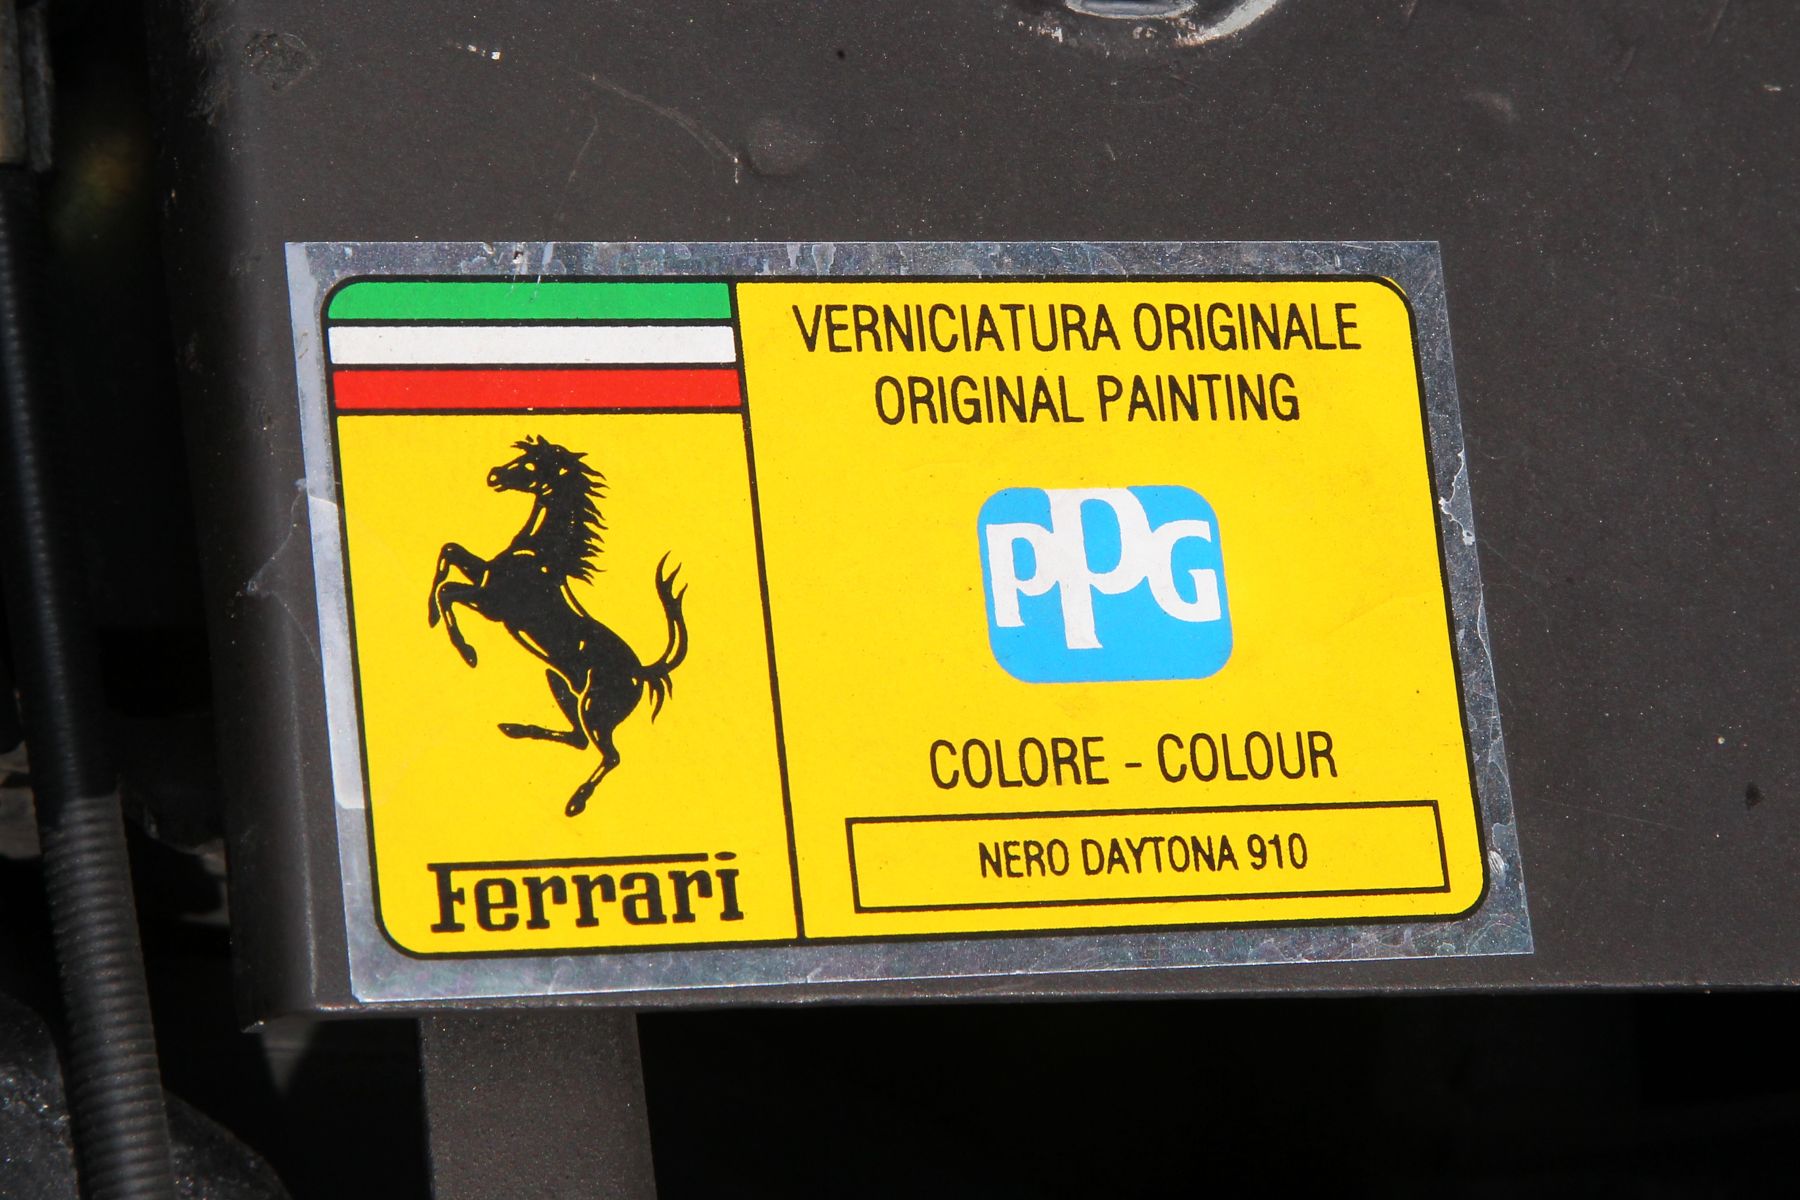 VERNICIATURA ORIGINALE
ORIGINAL PAINTING
PPG
COLORE - COLOUR
NERO DAYTONA 910
Ferrari